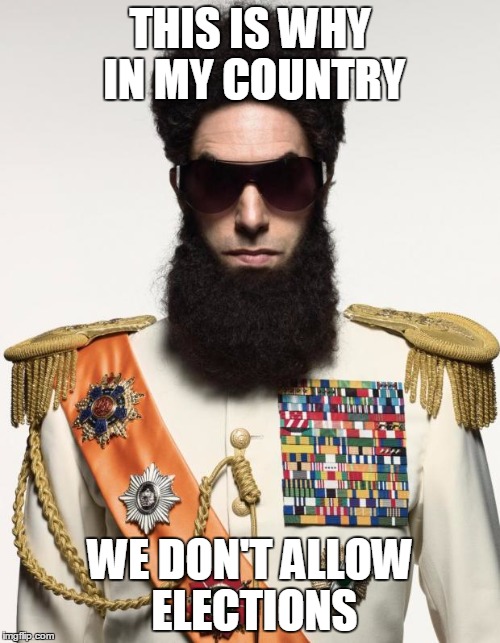 THIS IS WHY
IN MY COUNTRY
WE DON'T ALLOW
ELECTIONS
imgflip.com